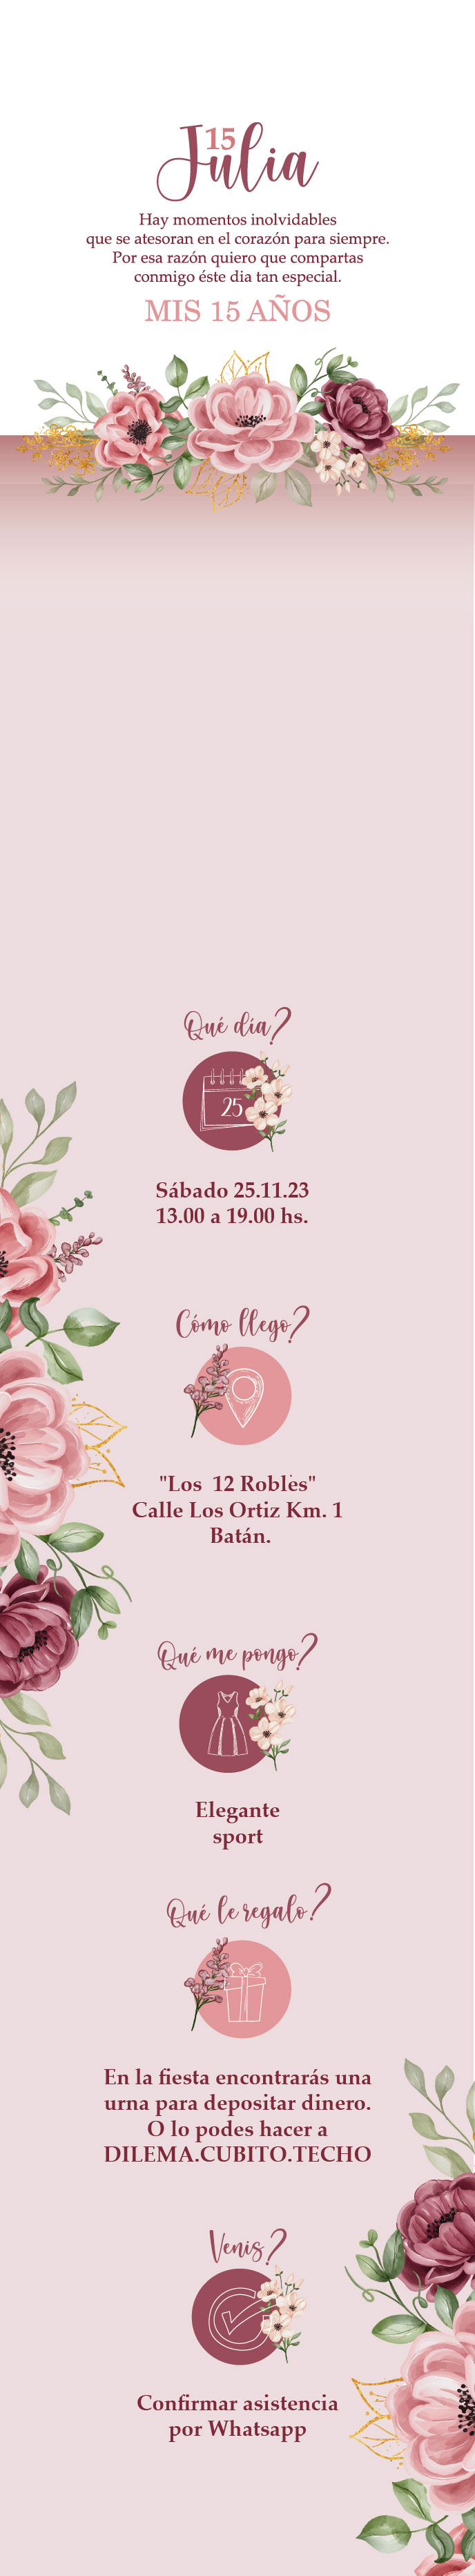 15
Julia
Hay momentos inolvidables
que se atesoran en el corazón para siempre.
Por esa razón quiero que compartas
conmigo éste dia tan especial.
MIS 15 AÑOS
Qué día?
25
Sábado 25.11.23
13.00 a 19.00 hs.
Cómo llego?
"Los 12 Robles"
Calle Los Ortiz Km. 1
Batán.
Qué me pongo?
Elegante
sport
Qué le regalo?
En la fiesta encontrarás una
urna para depositar dinero.
O lo podes hacer a
DILEMA.CUBITO.TECHO
Venis?
Confirmar asistencia
por Whatsapp